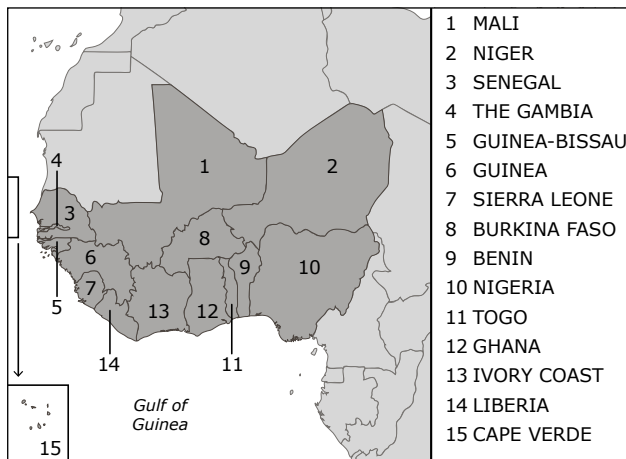 1 MALI
2 NIGER
3 SENEGAL
4 THE GAMBIA
5 GUINEA-BISSAU
6 GUINEA
7 SIERRA LEONE
8 BURKINA FASO
9 BENIN
10 NIGERIA
11 TOGO
12 GHANA
13 IVORY COAST
14 LIBERIA
15 CAPE VERDE
4
1
2
3
8
6
9
10
7
13
12
5
14
11
Gulf of
Guinea
15